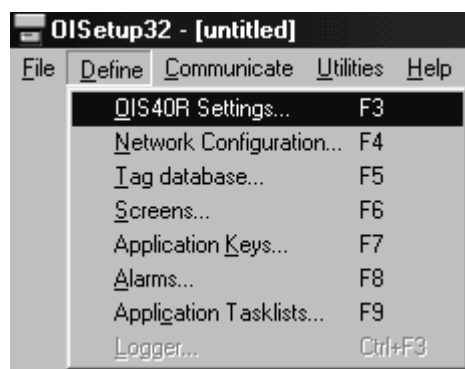 OISetup32 - [untitled]
File Define Communicate Utilities Help
OIS40R Settings... F3
Network Configuration... F4
Tag database... F5
Screens... F6
Application Keys... F7
Alarms... F8
Application Tasklists... F9
Logger... Ctrl+F3